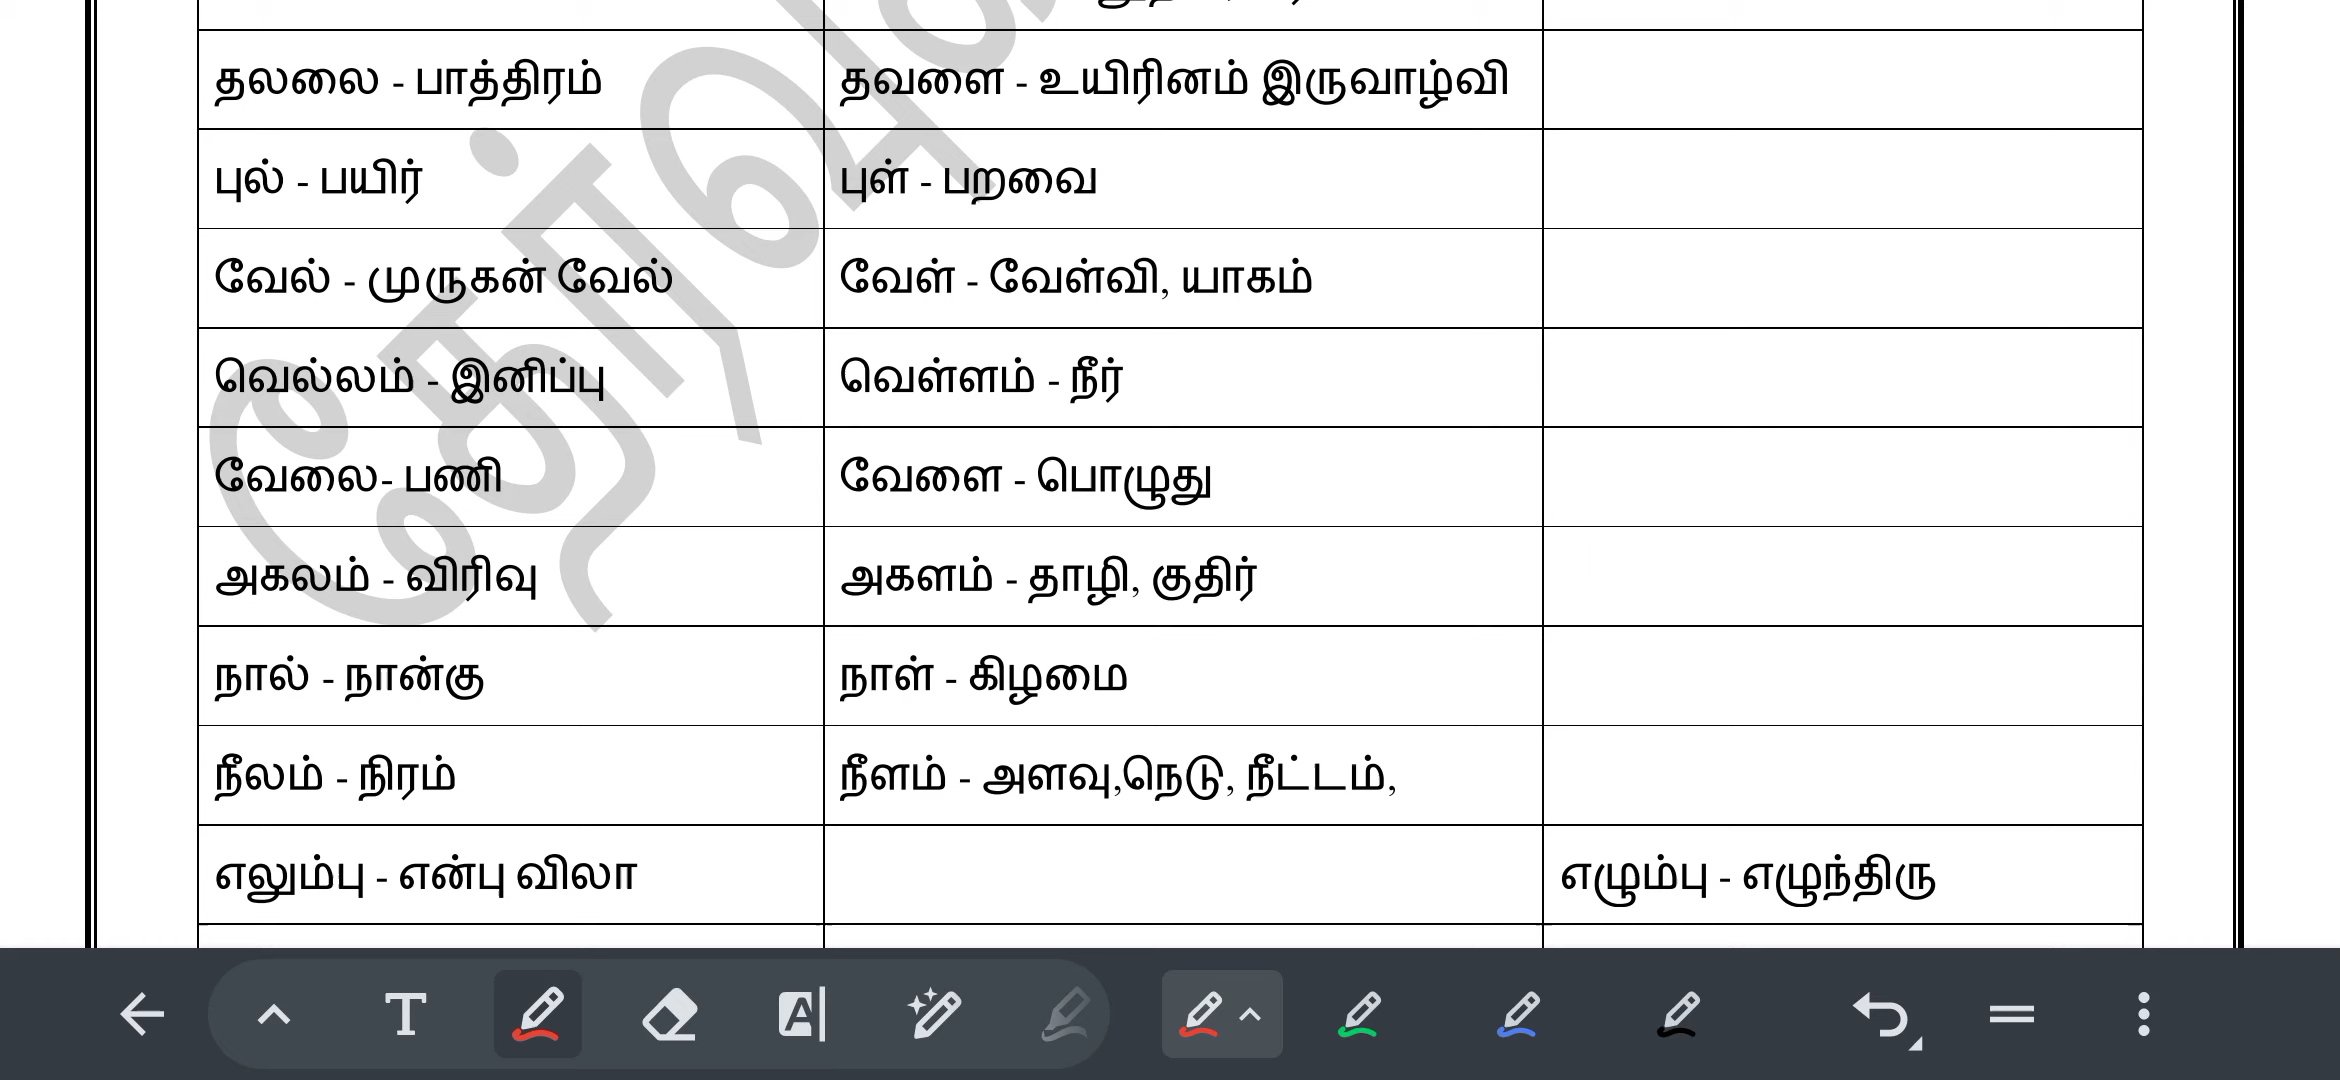 தலலை - பாத்திரம் தவளை - உயிரினம் இருவாழ்வி
புல் - பயிர் புள் - பறவை
வேல் - முருகன் வேல் வேள் - வேள்வி, யாகம்
வெல்லம் - இனிப்பு வெள்ளம் - நீர்
வேலை- பணி வேளை - பொழுது
அகலம் - விரிவு அகளம் - தாழி, குதிர்
நால் - நான்கு நாள் - கிழமை
நீலம் - நிரம் நீளம் - அளவு,நெடு, நீட்டம்,
எலும்பு - என்பு விலா எழும்பு - எழுந்திரு